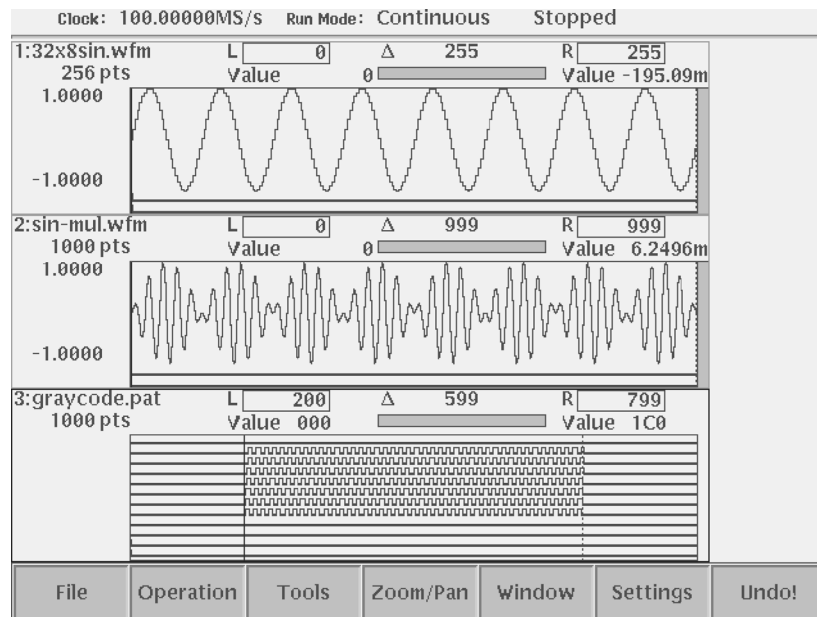 Clock: 100.00000MS/s Run Mode: Continuous Stopped
1:32x8sin.wfm L 0 Δ 255 R 255
256 pts Value 0 Value -195.09m
1.0000
-1.0000
2:sin-mul.wfm L 0 Δ 999 R 999
1000 pts Value 0 Value 6.2496m
1.0000
-1.0000
3:graycode.pat L 200 Δ 599 R 799
1000 pts Value 000 Value 1C0
File Operation Tools Zoom/Pan Window Settings Undo!